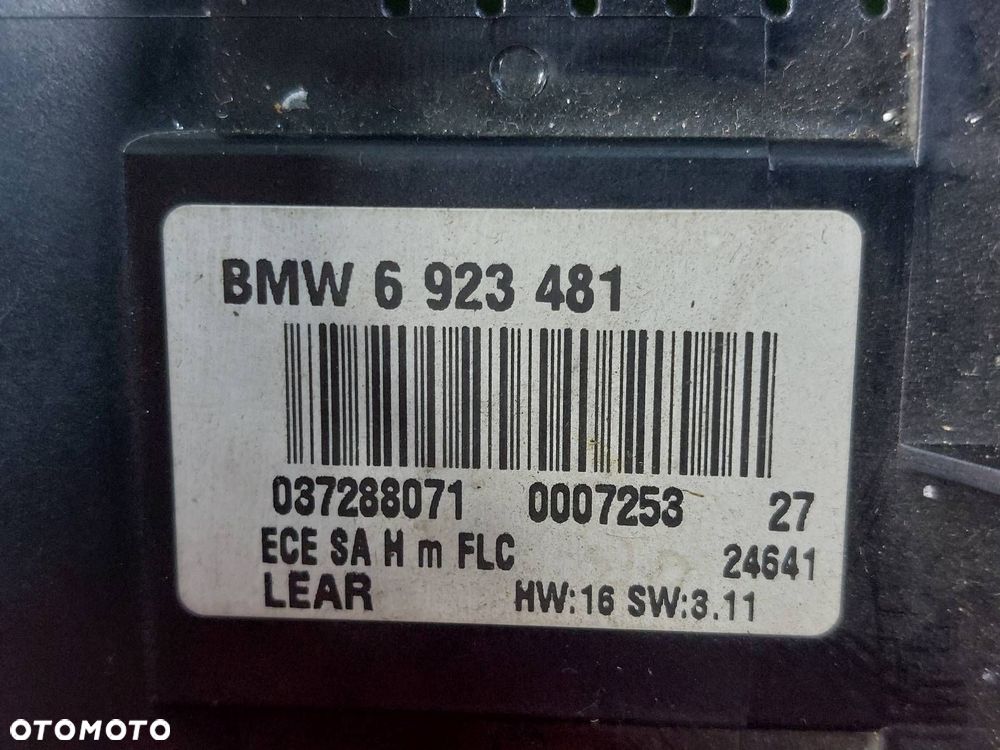 BMW 6 923 481
037288071 0007253 27
ECE SA H m FLC 24641
LEAR HW:16 SW:3.11
OTOMOTO